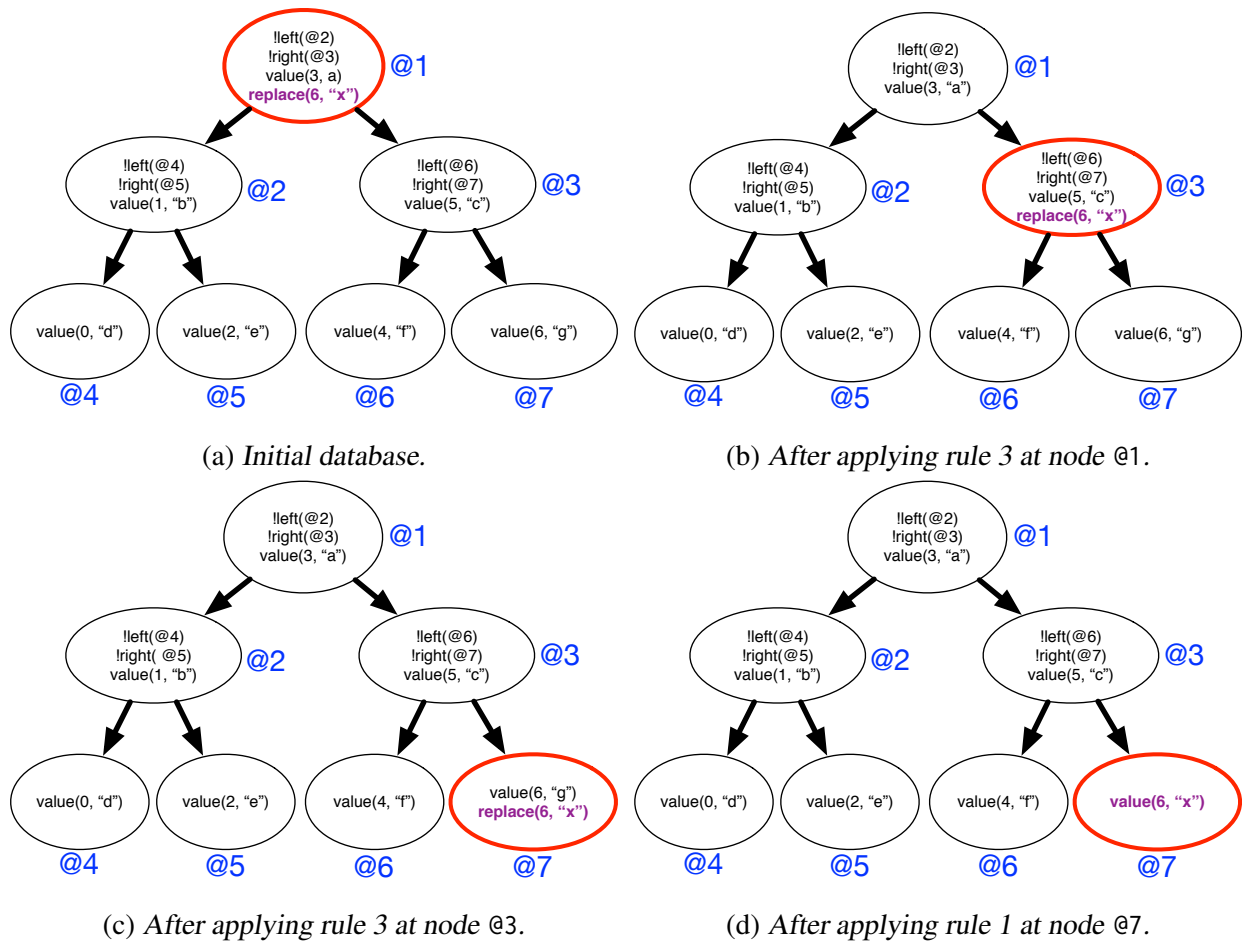 !left(@2)
!right(@3)
value(3, a)
replace(6, “x”)
@1
!left(@4)
!right(@5)
value(1, “b”)
@2
!left(@6)
!right(@7)
value(5, “c”)
@3
value(0, “d”)
value(2, “e”)
value(4, “f”)
value(6, “g”)
@4
@5
@6
@7
(a) Initial database.
!left(@2)
!right(@3)
value(3, “a”)
@1
!left(@4)
!right(@5)
value(1, “b”)
@2
!left(@6)
!right(@7)
value(5, “c”)
replace(6, “x”)
@3
value(0, “d”)
value(2, “e”)
value(4, “f”)
value(6, “g”)
@4
@5
@6
@7
(b) After applying rule 3 at node @1.
!left(@2)
!right(@3)
value(3, “a”)
@1
!left(@4)
!right( @5)
value(1, “b”)
@2
!left(@6)
!right(@7)
value(5, “c”)
@3
value(0, “d”)
value(2, “e”)
value(4, “f”)
value(6, “g”)
replace(6, “x”)
@4
@5
@6
@7
(c) After applying rule 3 at node @3.
!left(@2)
!right(@3)
value(3, “a”)
@1
!left(@4)
!right(@5)
value(1, “b”)
@2
!left(@6)
!right(@7)
value(5, “c”)
@3
value(0, “d”)
value(2, “e”)
value(4, “f”)
value(6, “x”)
@4
@5
@6
@7
(d) After applying rule 1 at node @7.